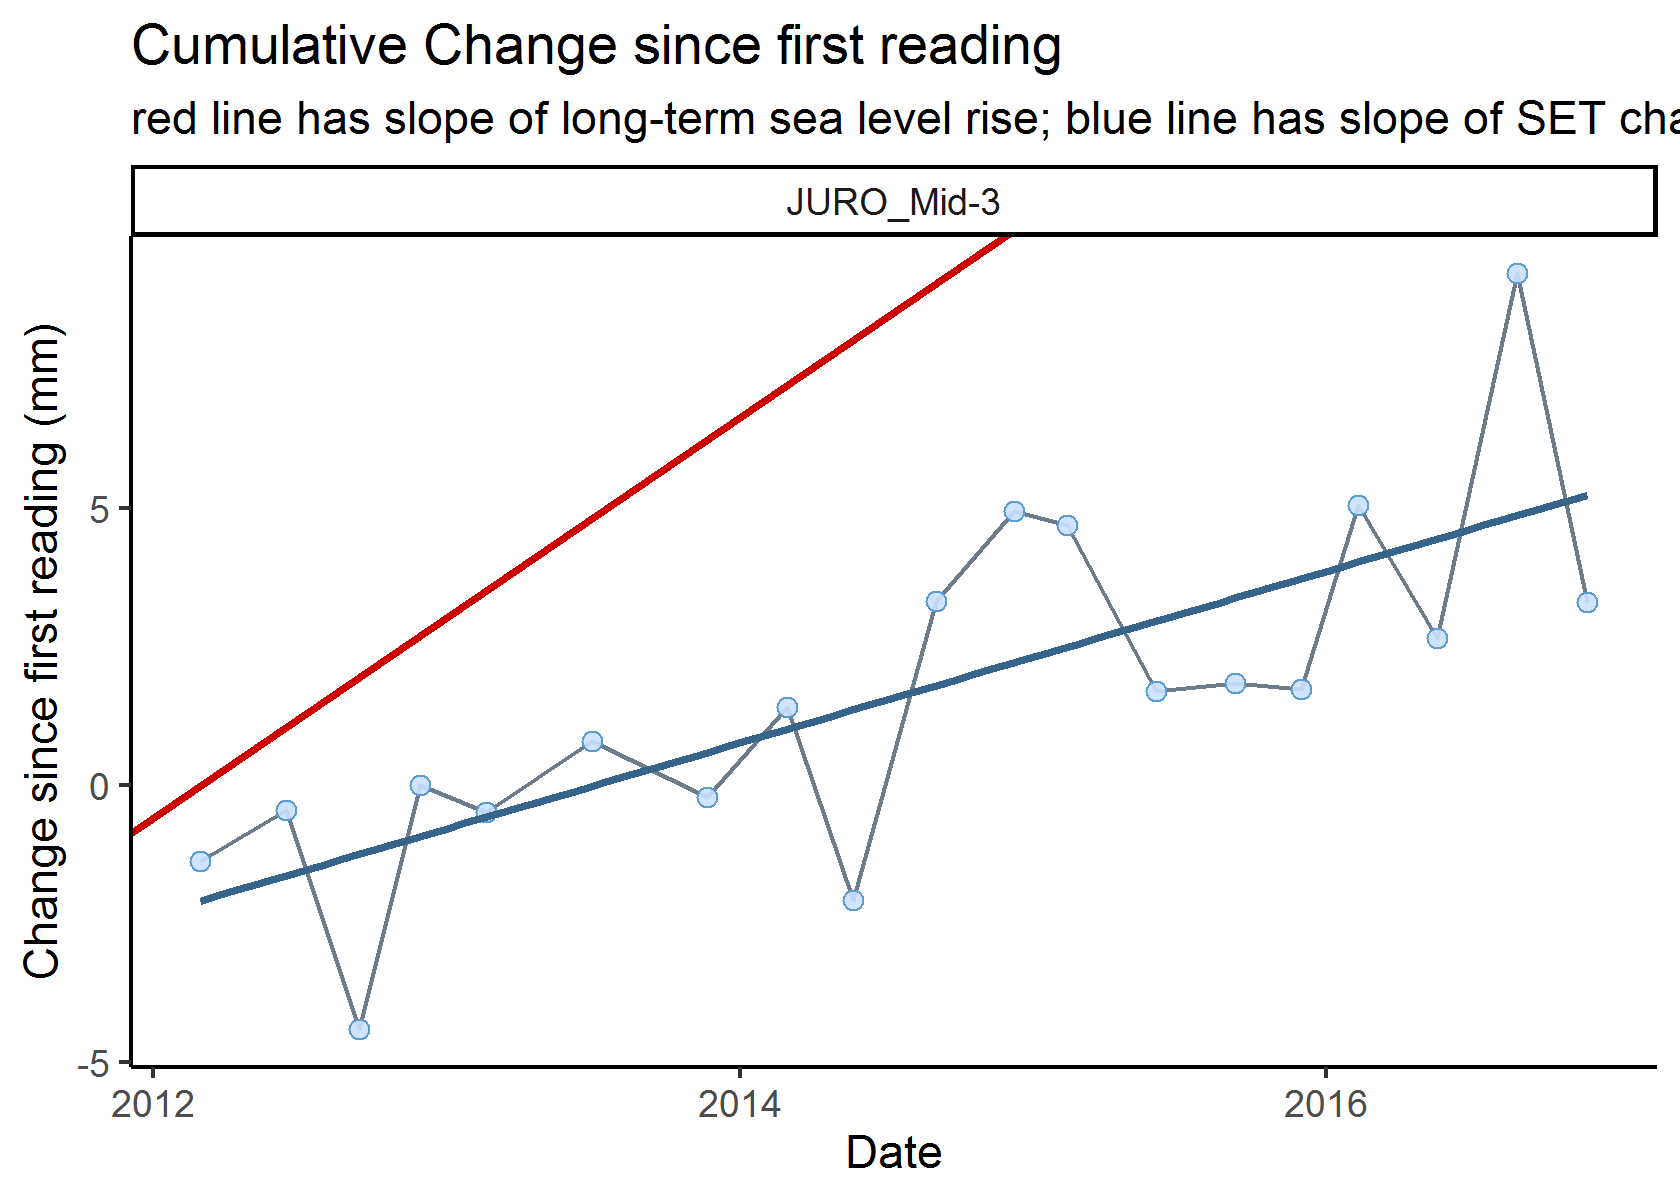 Cumulative Change since first reading
red line has slope of long-term sea level rise; blue line has slope of SET
JURO_Mid-3
Change since first reading (mm)
5
0
-5
2012
2014
2016
Date